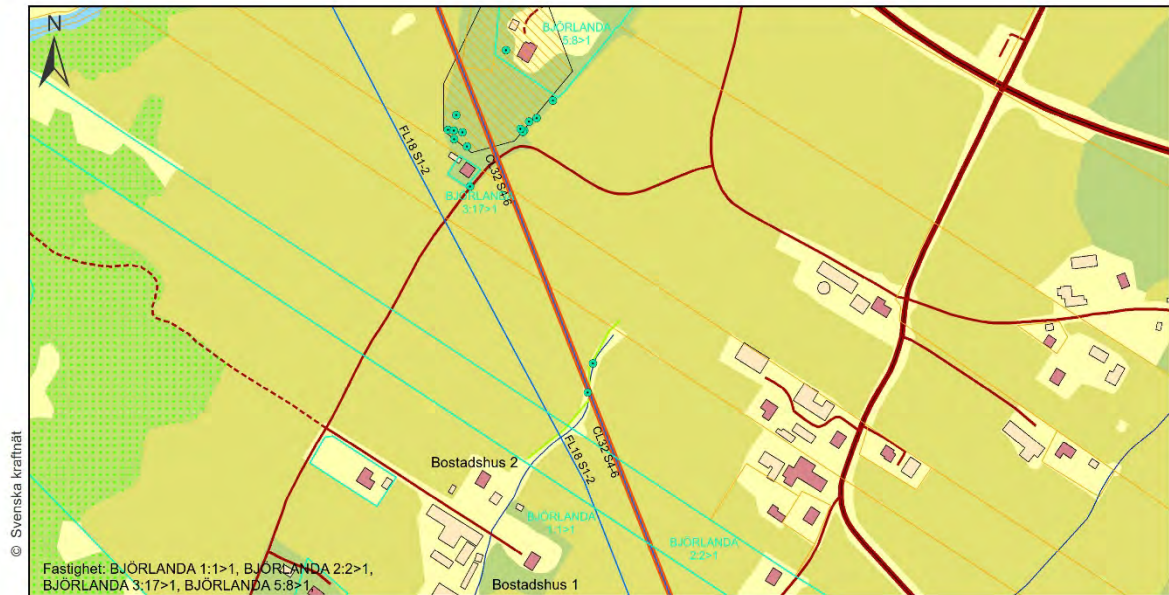 N
BJÖRLANDA
5:8>1
FL18 S1-2
CL32 S4-6
BJÖRLANDA
3:17>1
CL32 S4-6
FL18 S1-2
Bostadshus 2
BJÖRLANDA
1:1>1
BJÖRLANDA
2:2>1
Fastighet: BJÖRLANDA 1:1>1, BJÖRLANDA 2:2>1,
BJÖRLANDA 3:17>1, BJÖRLANDA 5:8>1
Bostadshus 1
© Svenska kraftnät